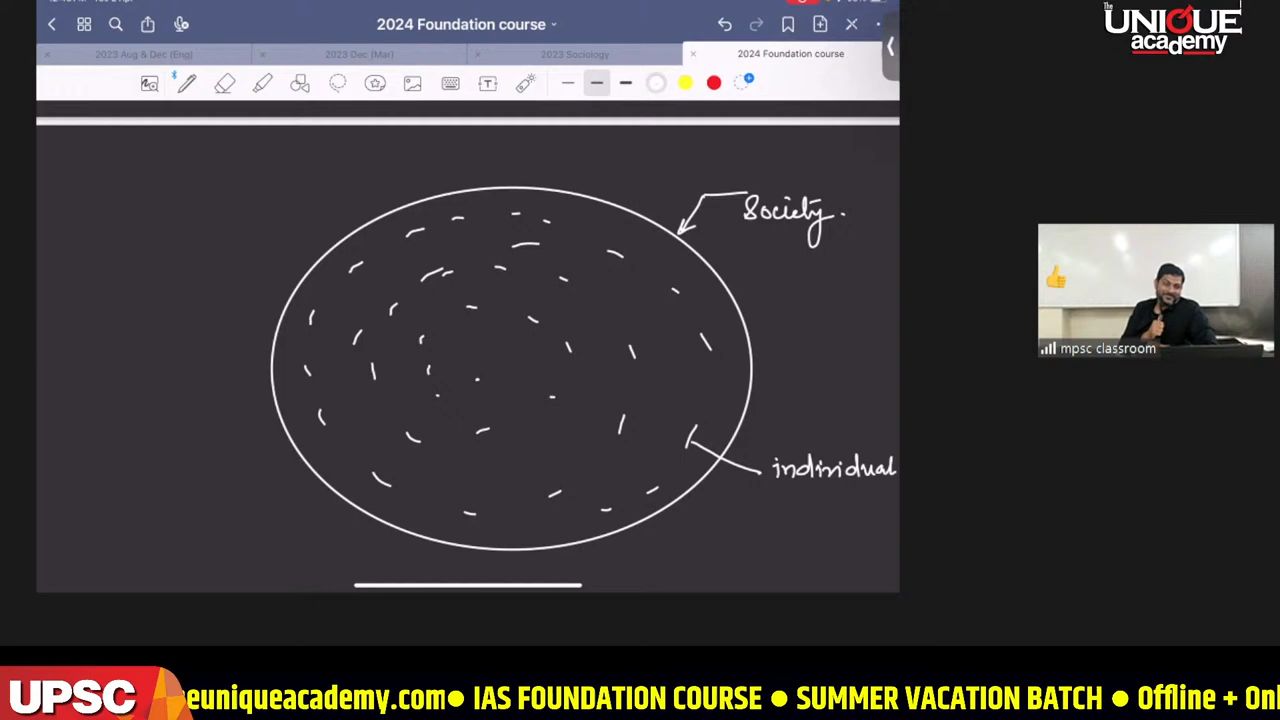 2024 Foundation course
The
UNIQUE
academy
2023 Aug & Dec (Eng)
2023 Dec (Mar)
2023 Sociology
2024 Foundation course
Society.
individual
mpsc classroom
UPSC
euniqueacademy.com● IAS FOUNDATION COURSE ● SUMMER VACATION BATCH ● Offline + Onl